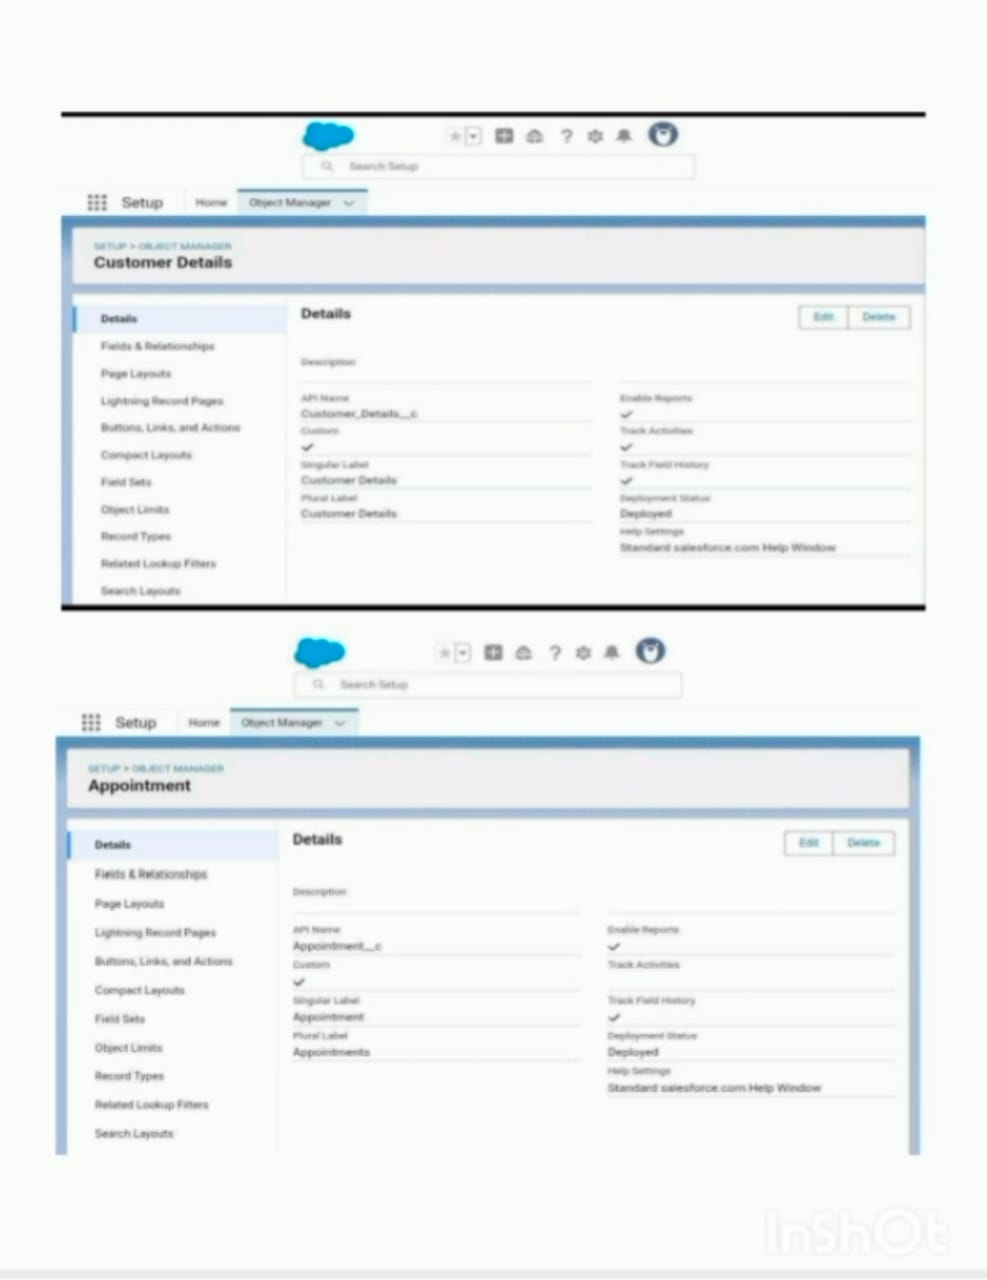 Search Setup
Setup Home Object Manager
SETUP > OBJECT MANAGER
Customer Details
Details
Fields & Relationships
Page Layouts
Lightning Record Pages
Buttons, Links, and Actions
Compact Layouts
Field Sets
Object Limits
Record Types
Related Lookup Filters
Search Layouts
Details
Edit Delete
Description
API Name
Customer_Details__c
Custom
Singular Label
Customer Details
Plural Label
Customer Details
Enable Reports
Track Activities
Track Field History
Deployment Status
Deployed
Help Settings
Standard salesforce.com Help Window
Search Setup
Setup Home Object Manager
SETUP > OBJECT MANAGER
Appointment
Details
Fields & Relationships
Page Layouts
Lightning Record Pages
Buttons, Links, and Actions
Compact Layouts
Field Sets
Object Limits
Record Types
Related Lookup Filters
Search Layouts
Details
Edit Delete
Description
API Name
Appointment__c
Custom
Singular Label
Appointment
Plural Label
Appointments
Enable Reports
Track Activities
Track Field History
Deployment Status
Deployed
Help Settings
Standard salesforce.com Help Window
InShOt